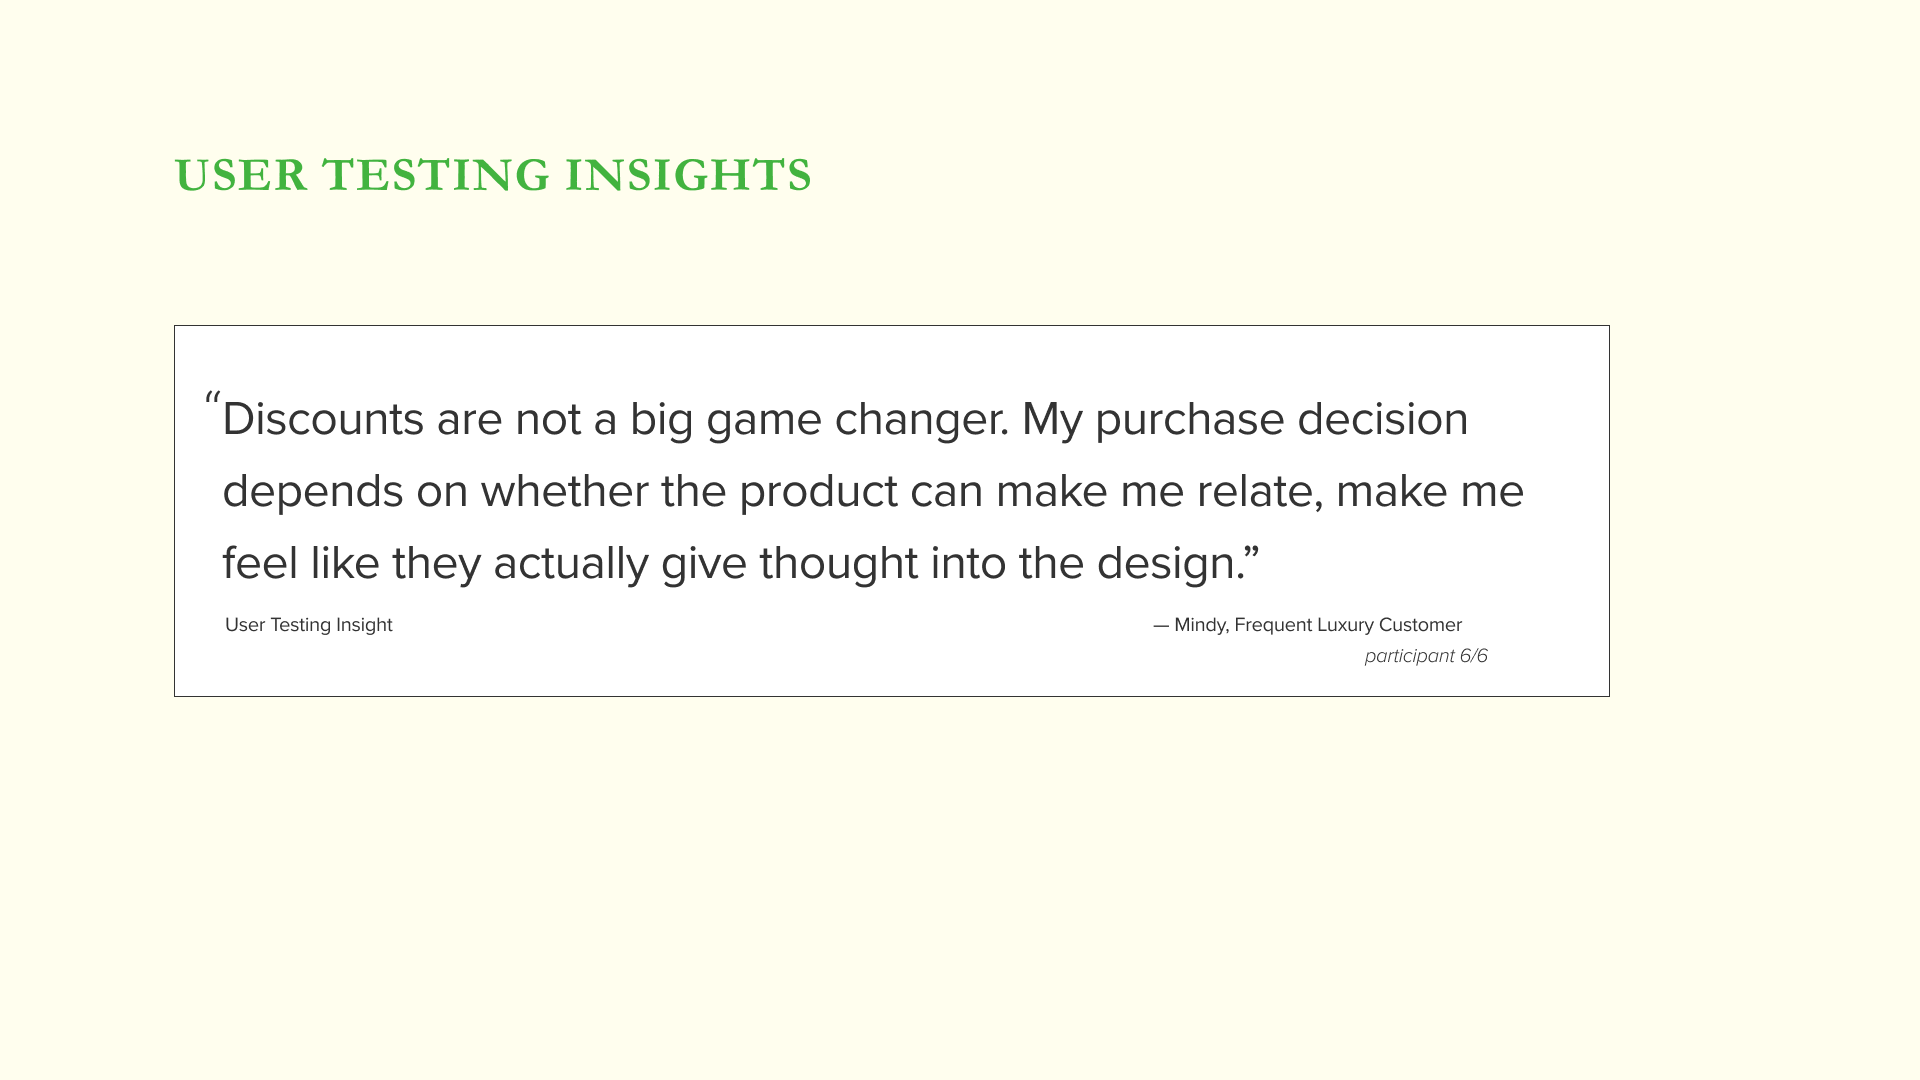 USER TESTING INSIGHTS
“Discounts are not a big game changer. My purchase decision
depends on whether the product can make me relate, make me
feel like they actually give thought into the design.”
User Testing Insight
— Mindy, Frequent Luxury Customer
participant 6/6